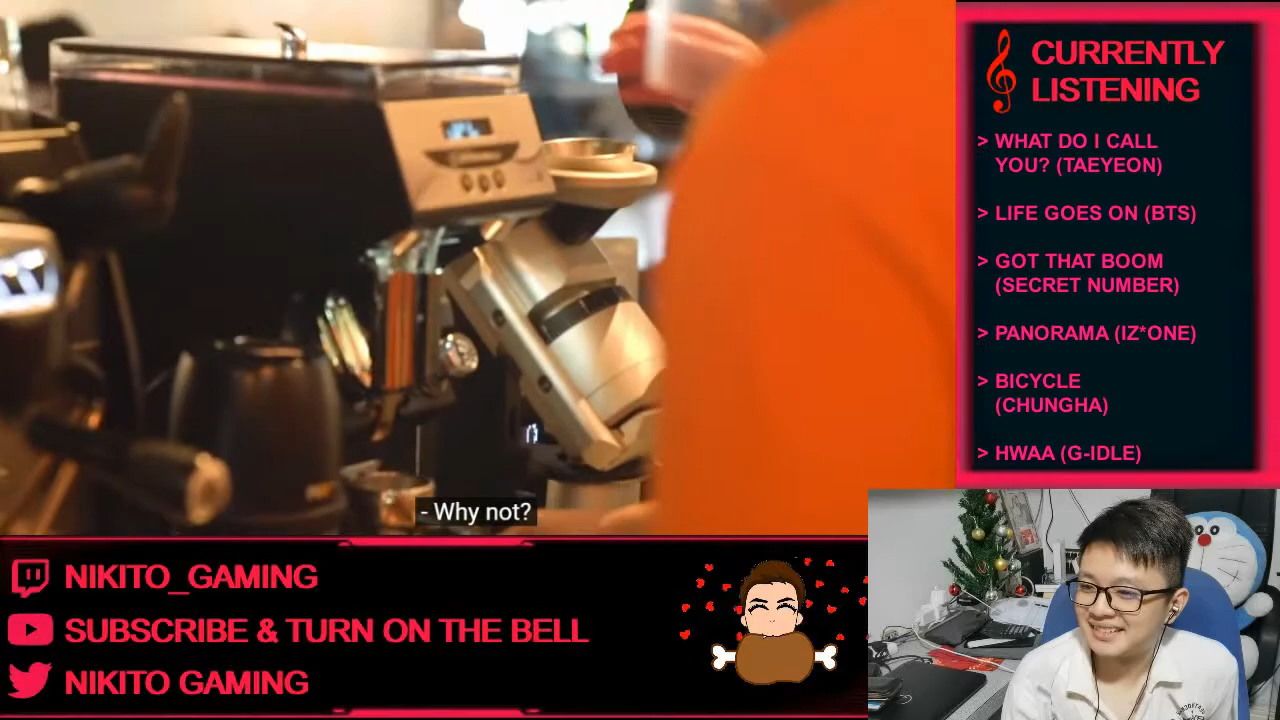 - Why not?
CURRENTLY
LISTENING
> WHAT DO I CALL
YOU? (TAEYEON)
> LIFE GOES ON (BTS)
> GOT THAT BOOM
(SECRET NUMBER)
> PANORAMA (IZ*ONE)
> BICYCLE
(CHUNGHA)
> HWAA (G-IDLE)
NIKITO_GAMING
SUBSCRIBE & TURN ON THE BELL
NIKITO GAMING